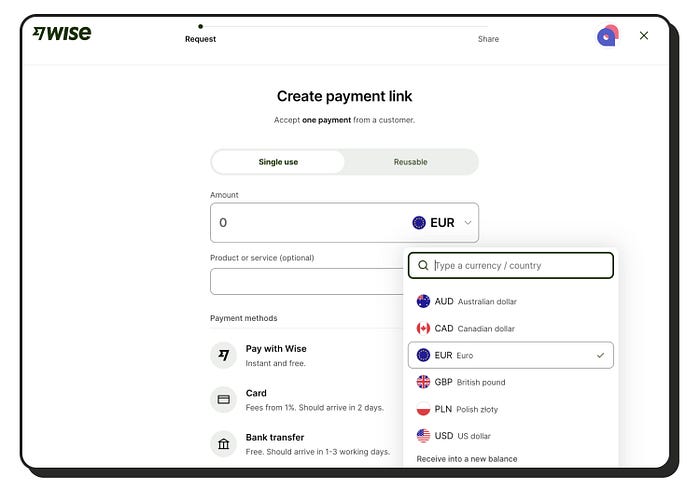 WISE
Request
Share
Create payment link
Accept one payment from a customer.
Single use
Reusable
Amount
0
EUR
Product or service (optional)
Type a currency / country
AUD Australian dollar
CAD Canadian dollar
EUR Euro
GBP British pound
PLN Polish złoty
USD US dollar
Receive into a new balance
Payment methods
Pay with Wise
Instant and free.
Card
Fees from 1%. Should arrive in 2 days.
Bank transfer
Free. Should arrive in 1-3 working days.